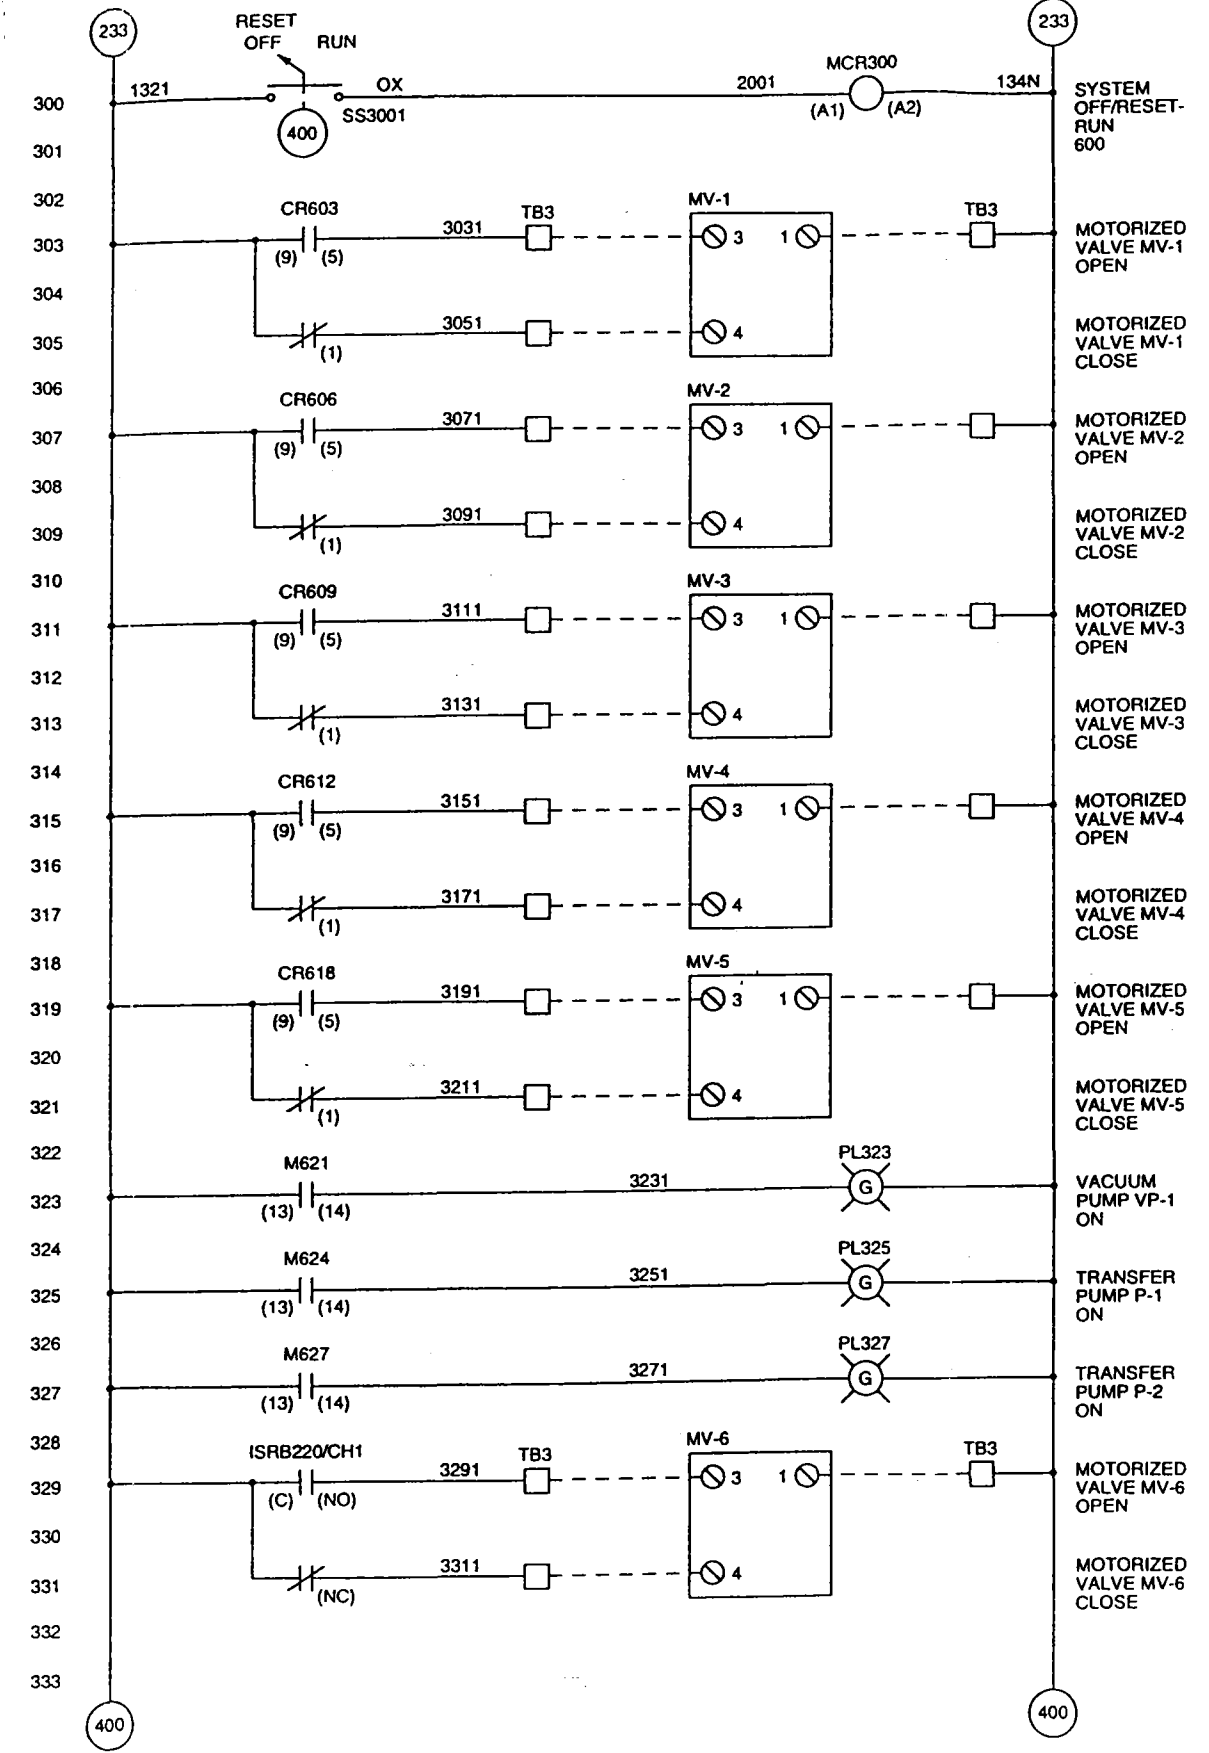 233
233
RESET
OFF RUN
MCR300
300 1321 OX 2001 134N
SS3001
(A1) (A2)
400
SYSTEM
OFF/RESET-
RUN
600
301
302
CR603 TB3 MV-1 TB3
303 3031 3 1
(9) (5)
MOTORIZED
VALVE MV-1
OPEN
304
305 3051 4
(1)
MOTORIZED
VALVE MV-1
CLOSE
306
CR606 MV-2
307 3071 3 1
(9) (5)
MOTORIZED
VALVE MV-2
OPEN
308
309 3091 4
(1)
MOTORIZED
VALVE MV-2
CLOSE
310
CR609 MV-3
311 3111 3 1
(9) (5)
MOTORIZED
VALVE MV-3
OPEN
312
313 3131 4
(1)
MOTORIZED
VALVE MV-3
CLOSE
314
CR612 MV-4
315 3151 3 1
(9) (5)
MOTORIZED
VALVE MV-4
OPEN
316
317 3171 4
(1)
MOTORIZED
VALVE MV-4
CLOSE
318
CR618 MV-5
319 3191 3 1
(9) (5)
MOTORIZED
VALVE MV-5
OPEN
320
321 3211 4
(1)
MOTORIZED
VALVE MV-5
CLOSE
322
M621 PL323
323 3231 G
(13) (14)
VACUUM
PUMP VP-1
ON
324
M624 PL325
325 3251 G
(13) (14)
TRANSFER
PUMP P-1
ON
326
M627 PL327
327 3271 G
(13) (14)
TRANSFER
PUMP P-2
ON
328
ISRB220/CH1 TB3 MV-6 TB3
329 3291 3 1
(C) (NO)
MOTORIZED
VALVE MV-6
OPEN
330
331 3311 4
(NC)
MOTORIZED
VALVE MV-6
CLOSE
332
333
400
400